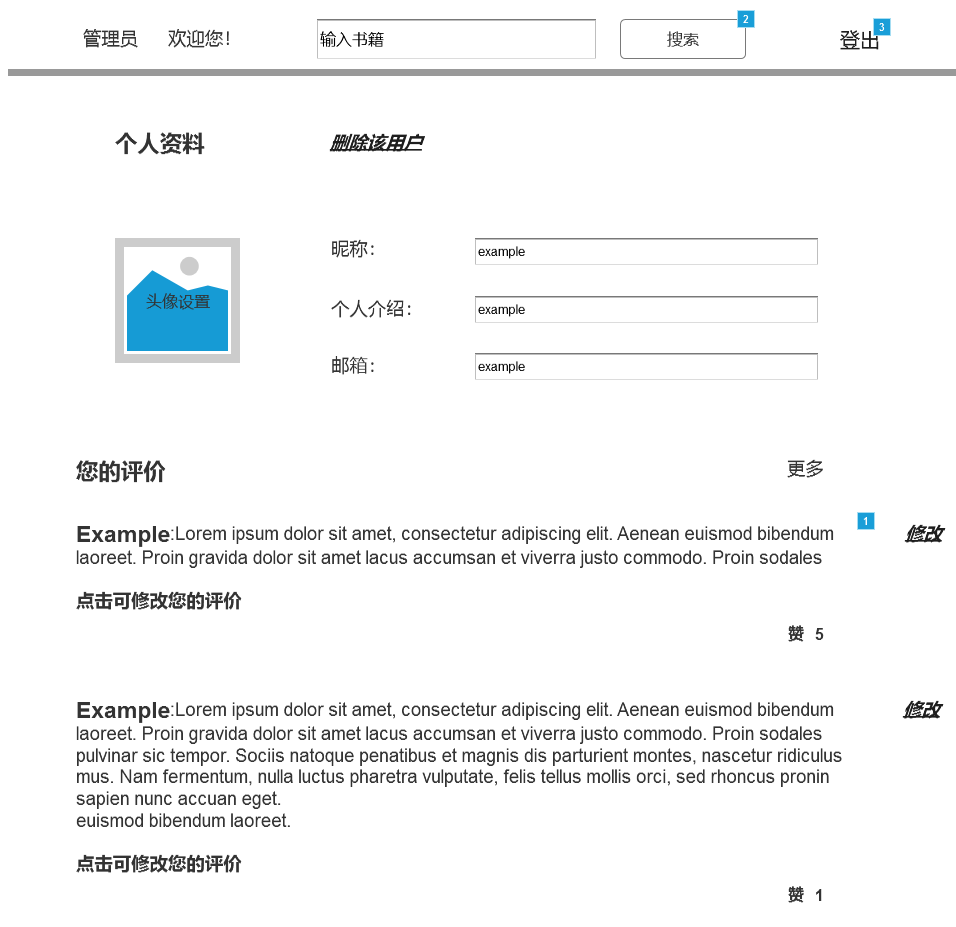 管理员 欢迎您! 输入书籍 搜索 2 登出 3
个人资料 删除该用户
昵称: example
头像设置
个人介绍: example
邮箱: example
您的评价 更多
Example:Lorem ipsum dolor sit amet, consectetur adipiscing elit. Aenean euismod bibendum 1 修改
laoreet. Proin gravida dolor sit amet lacus accumsan et viverra justo commodo. Proin sodales
点击可修改您的评价
赞 5
Example:Lorem ipsum dolor sit amet, consectetur adipiscing elit. Aenean euismod bibendum 修改
laoreet. Proin gravida dolor sit amet lacus accumsan et viverra justo commodo. Proin sodales
pulvinar sic tempor. Sociis natoque penatibus et magnis dis parturient montes, nascetur ridiculus
mus. Nam fermentum, nulla luctus pharetra vulputate, felis tellus mollis orci, sed rhoncus pronin
sapien nunc accuan eget.
euismod bibendum laoreet.
点击可修改您的评价
赞 1